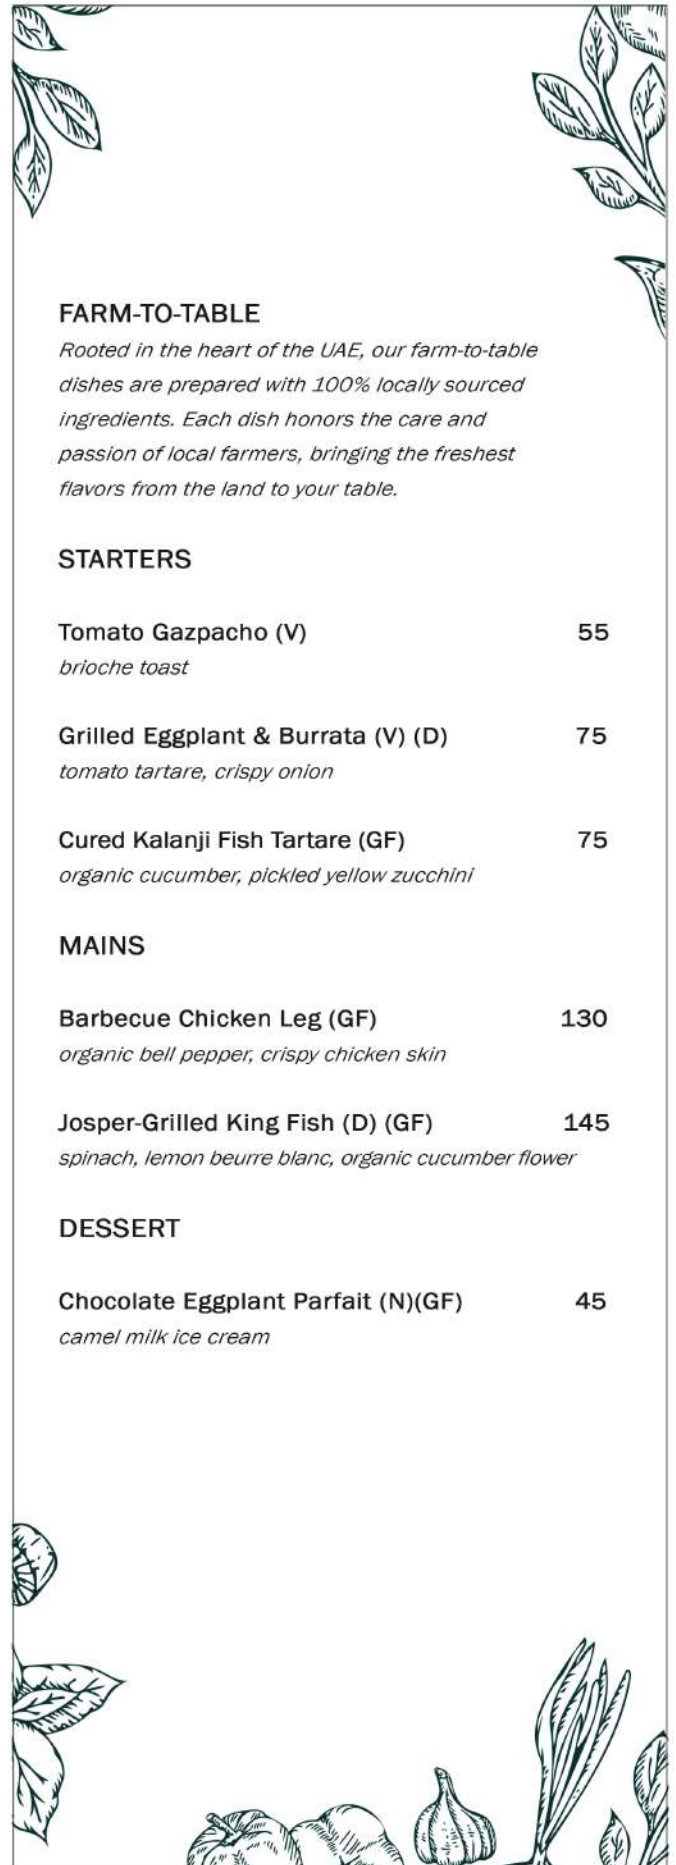 FARM-TO-TABLE
Rooted in the heart of the UAE, our farm-to-table
dishes are prepared with 100% locally sourced
ingredients. Each dish honors the care and
passion of local farmers, bringing the freshest
flavors from the land to your table.
STARTERS
Tomato Gazpacho (V) 55
brioche toast
Grilled Eggplant & Burrata (V) (D) 75
tomato tartare, crispy onion
Cured Kalanji Fish Tartare (GF) 75
organic cucumber, pickled yellow zucchini
MAINS
Barbecue Chicken Leg (GF) 130
organic bell pepper, crispy chicken skin
Josper-Grilled King Fish (D) (GF) 145
spinach, lemon beurre blanc, organic cucumber flower
DESSERT
Chocolate Eggplant Parfait (N)(GF) 45
camel milk ice cream